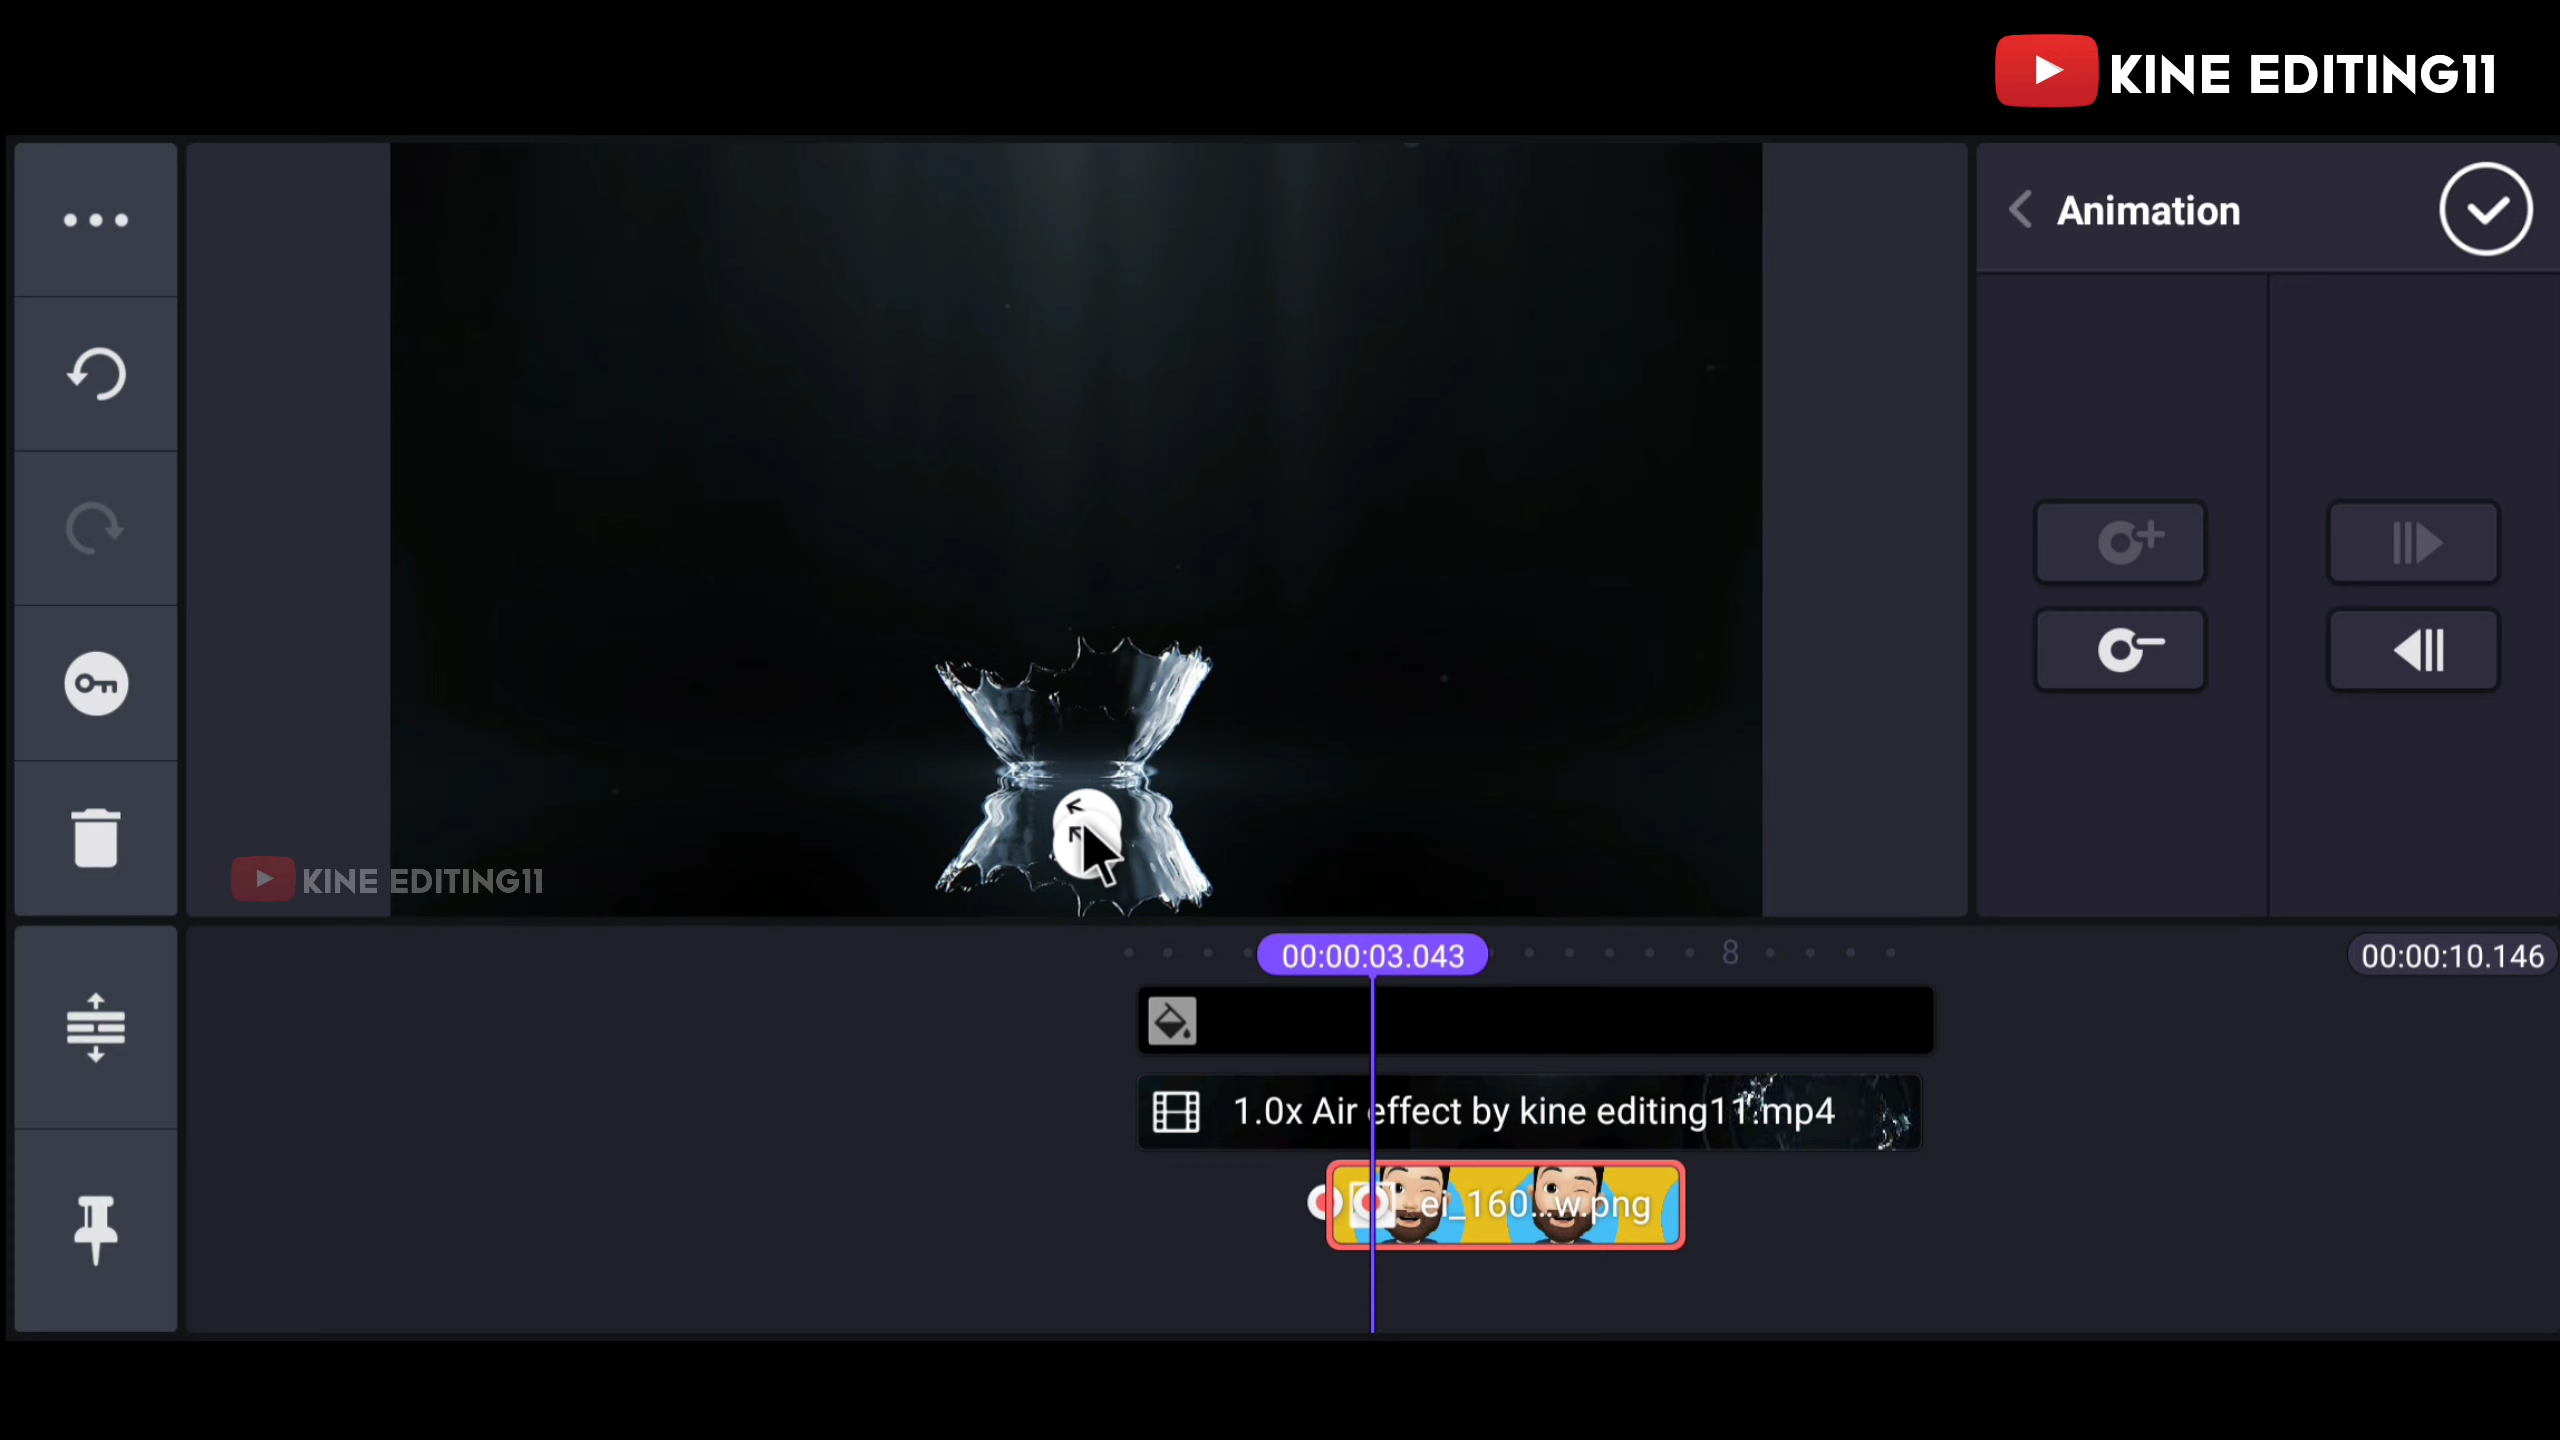 KINE EDITING11
Animation
KINE EDITING11
00:00:03.043
8
00:00:10.146
1.0x Air effect by kine editing11.mp4
ei_160...w.png